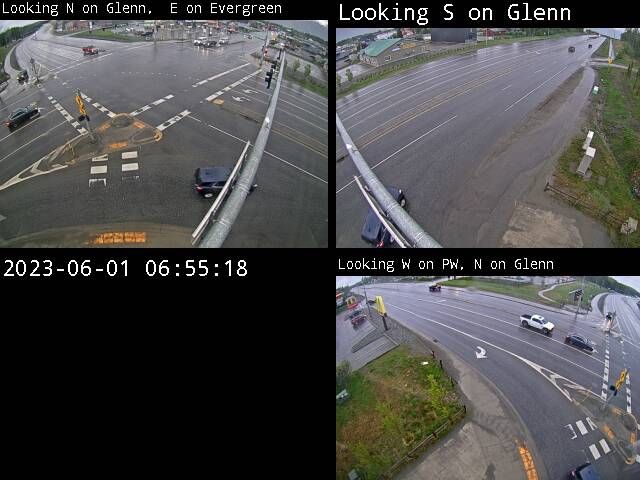 Looking N on Glenn,  E on Evergreen
Looking S on Glenn
2023-06-01 06:55:18
Looking W on PW, N on Glenn